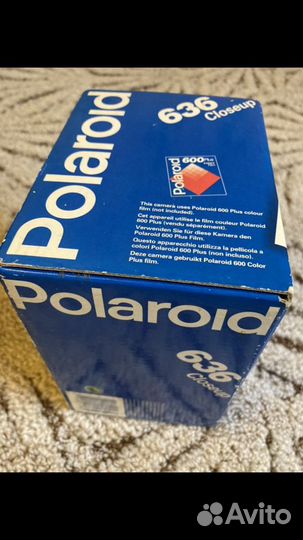 Polaroid
636
Closeup
Polaroid
600 Plus
This camera uses Polaroid 600 Plus colour
film (not included).
Cet appareil utilise le film couleur Polaroid
600 Plus (vendu séparement).
Verwenden Sie für diese Kamera den
Polaroid 600 Plus Film.
Questo apparecchio utilizza la pellicola a
colori Polaroid 600 Plus (non incluso).
Deze camera gebruikt Polaroid 600 Color
Plus film.
Polaroid
636
Closeup
Avito